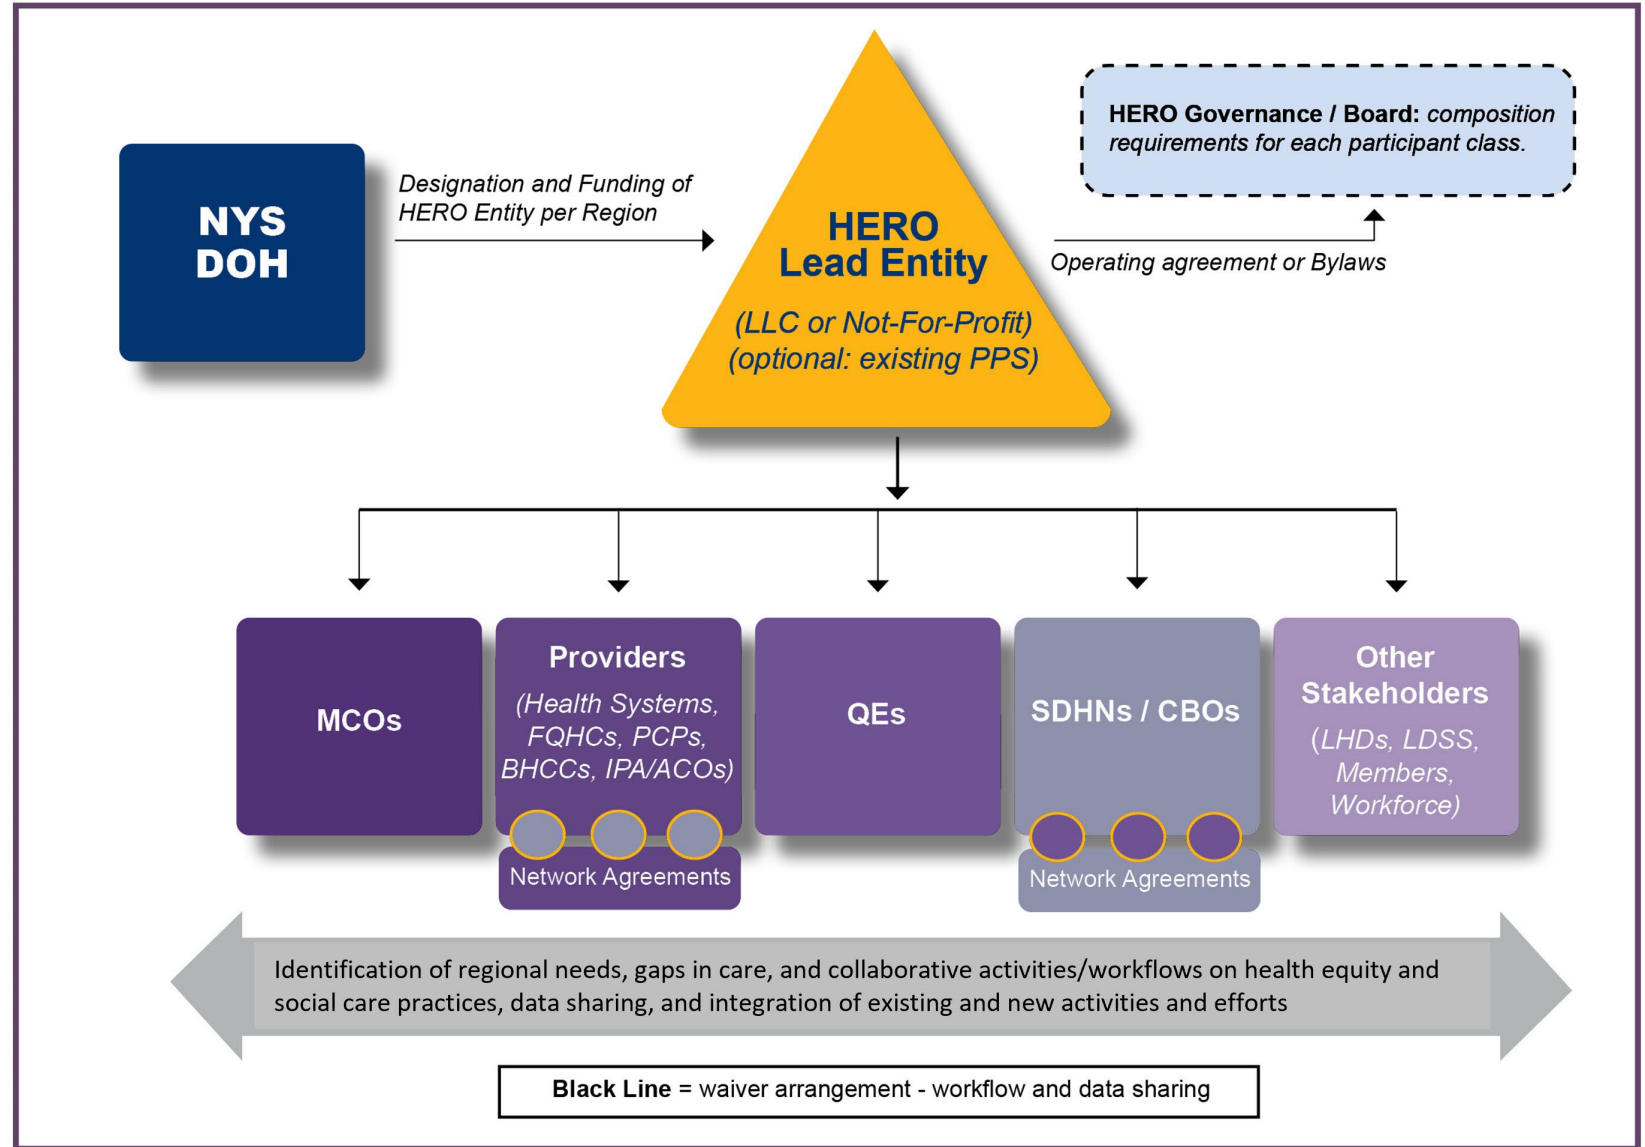 NYS
DOH
Designation and Funding of
HERO Entity per Region
HERO
Lead Entity
(LLC or Not-For-Profit)
(optional: existing PPS)
HERO Governance / Board: composition
requirements for each participant class.
Operating agreement or Bylaws
MCOs
Providers
(Health Systems,
FQHCs, PCPs,
BHCCs, IPA/ACOs)
Network Agreements
QEs
SDHNs / CBOs
Network Agreements
Other
Stakeholders
(LHDs, LDSS,
Members,
Workforce)
Identification of regional needs, gaps in care, and collaborative activities/workflows on health equity and
social care practices, data sharing, and integration of existing and new activities and efforts
Black Line = waiver arrangement - workflow and data sharing